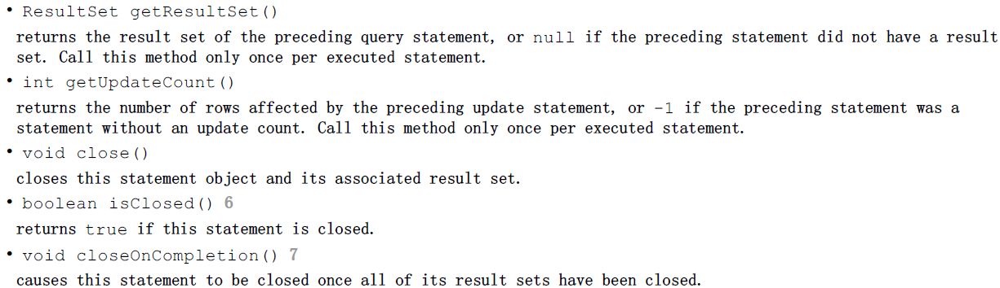 • ResultSet getResultSet()
returns the result set of the preceding query statement, or null if the preceding statement did not have a result
set. Call this method only once per executed statement.
• int getUpdateCount()
returns the number of rows affected by the preceding update statement, or -1 if the preceding statement was a
statement without an update count. Call this method only once per executed statement.
• void close()
closes this statement object and its associated result set.
• boolean isClosed() 6
returns true if this statement is closed.
• void closeOnCompletion() 7
causes this statement to be closed once all of its result sets have been closed.